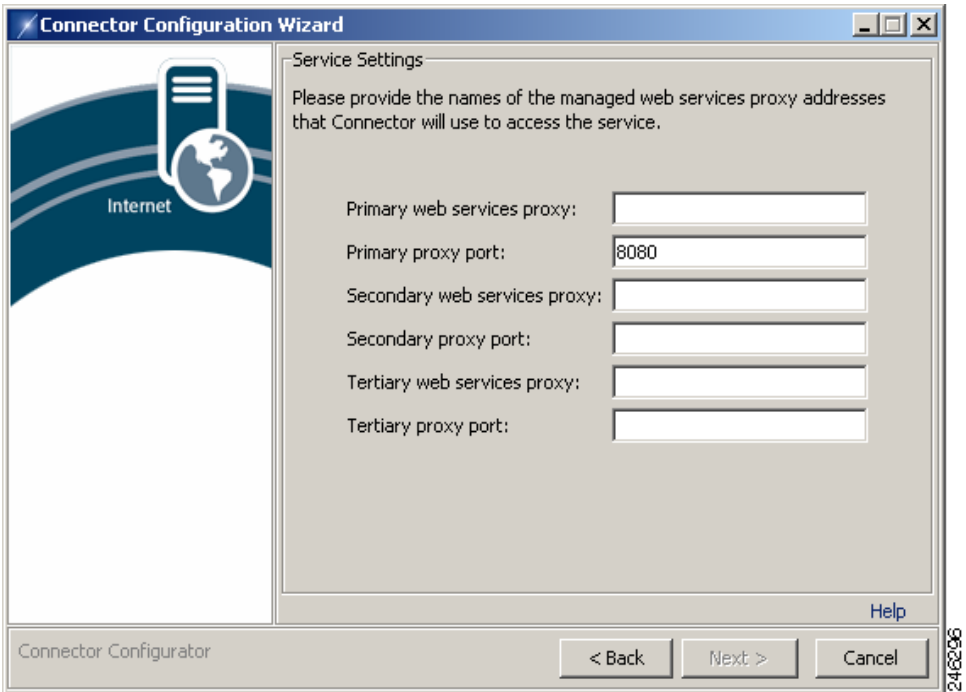 Connector Configuration Wizard
Service Settings
Please provide the names of the managed web services proxy addresses
that Connector will use to access the service.
Internet
Primary web services proxy:
Primary proxy port: 8080
Secondary web services proxy:
Secondary proxy port:
Tertiary web services proxy:
Tertiary proxy port:
Help
Connector Configurator
< Back Next > Cancel
246296